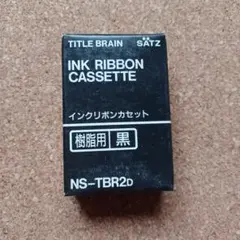 TITLE BRAIN SÄTZ
INK RIBBON
CASSETTE
インクリボンカセット
樹脂用 黒
NS-TBR2D